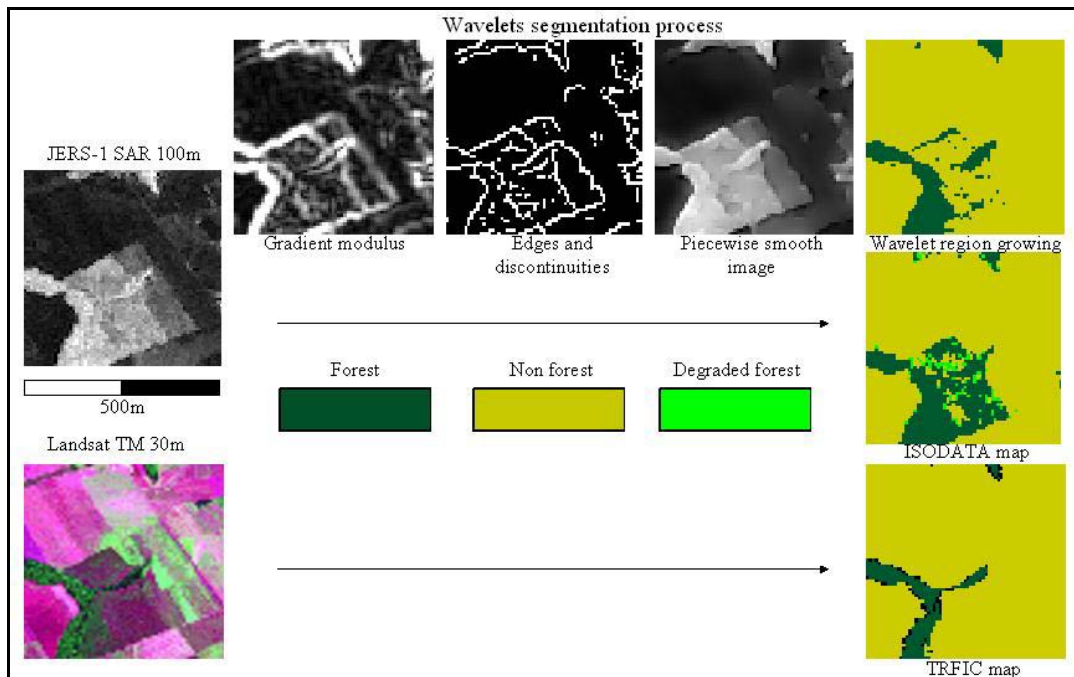 Wavelets segmentation process
JERS-1 SAR 100m
Gradient modulus
Edges and
discontinuities
Piecewise smooth
image
Wavelet region growing
500m
Forest
Non forest
Degraded forest
ISODATA map
Landsat TM 30m
TRFIC map